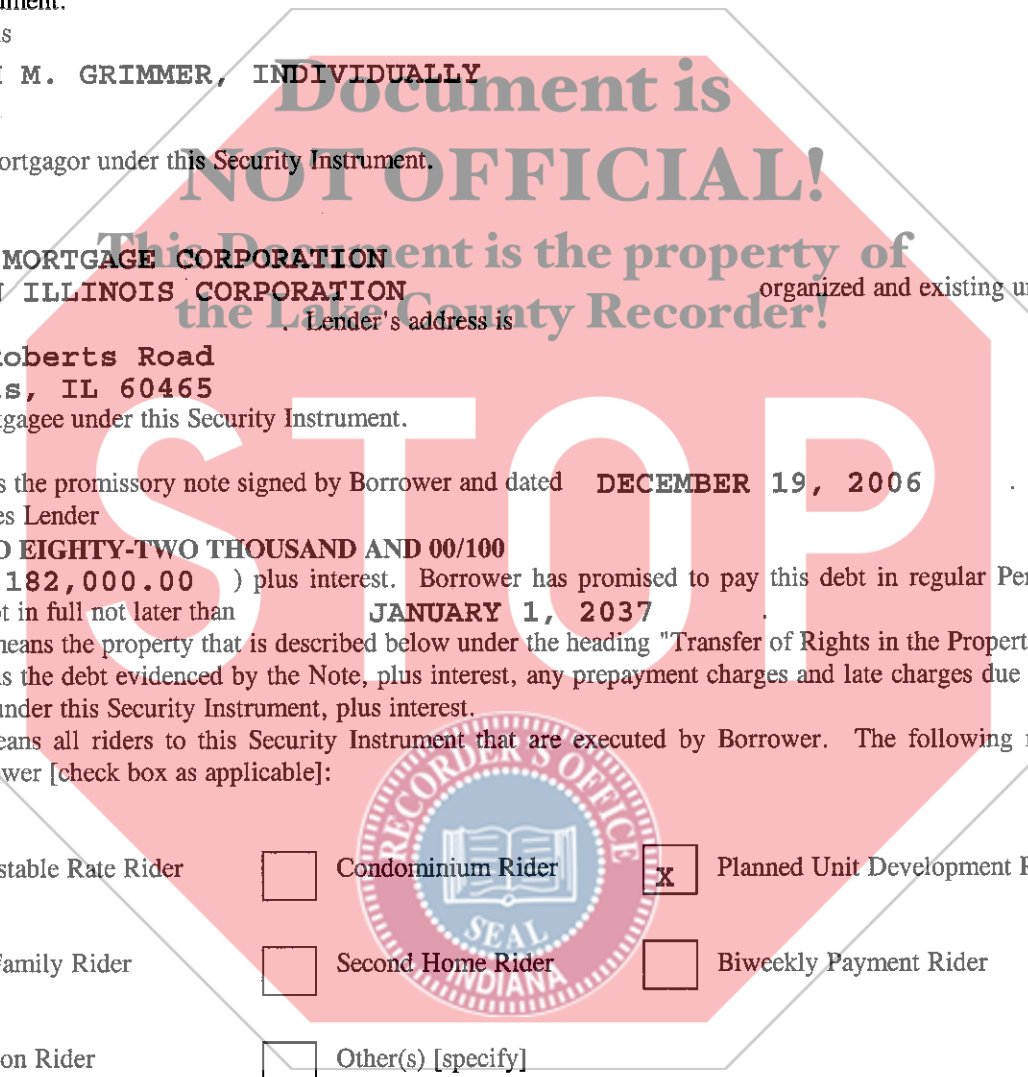 M. GRIMMER, INDIVIDUALLY
Document is
ortgagor under this Security Instrument.
NOT OFFICIAL!
MORTGAGE CORPORATION
This Document is the property of
ILLINOIS CORPORATION organized and existing
. Lender's address is
the Lake County Recorder!
oberts Road
s, IL 60465
tgagee under this Security Instrument.
STOP
s the promissory note signed by Borrower and dated DECEMBER 19, 2006 .
es Lender
EIGHTY-TWO THOUSAND AND 00/100
182,000.00 ) plus interest. Borrower has promised to pay this debt in regular Per
t in full not later than JANUARY 1, 2037 .
neans the property that is described below under the heading "Transfer of Rights in the Propert
s the debt evidenced by the Note, plus interest, any prepayment charges and late charges due
under this Security Instrument, plus interest.
eans all riders to this Security Instrument that are executed by Borrower. The following
wer [check box as applicable]:
RECORDER'S OFFICE
SEAL
INDIANA
stable Rate Rider Condominium Rider X Planned Unit Development
Family Rider Second Home Rider Biweekly Payment Rider
on Rider Other(s) [specify]